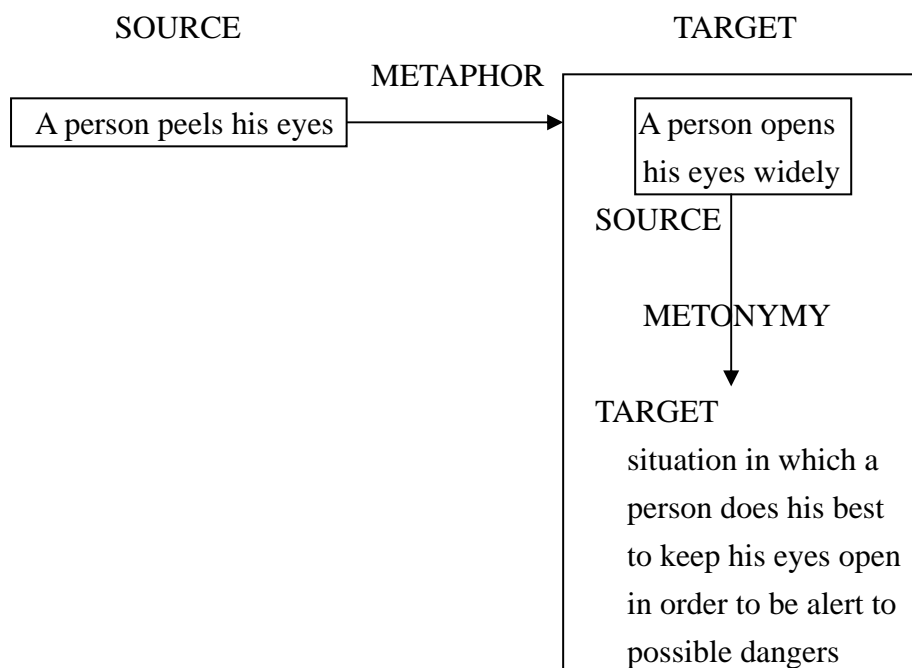 SOURCE TARGET
METAPHOR
A person peels his eyes
A person opens
his eyes widely
SOURCE
METONYMY
TARGET
situation in which a
person does his best
to keep his eyes open
in order to be alert to
possible dangers